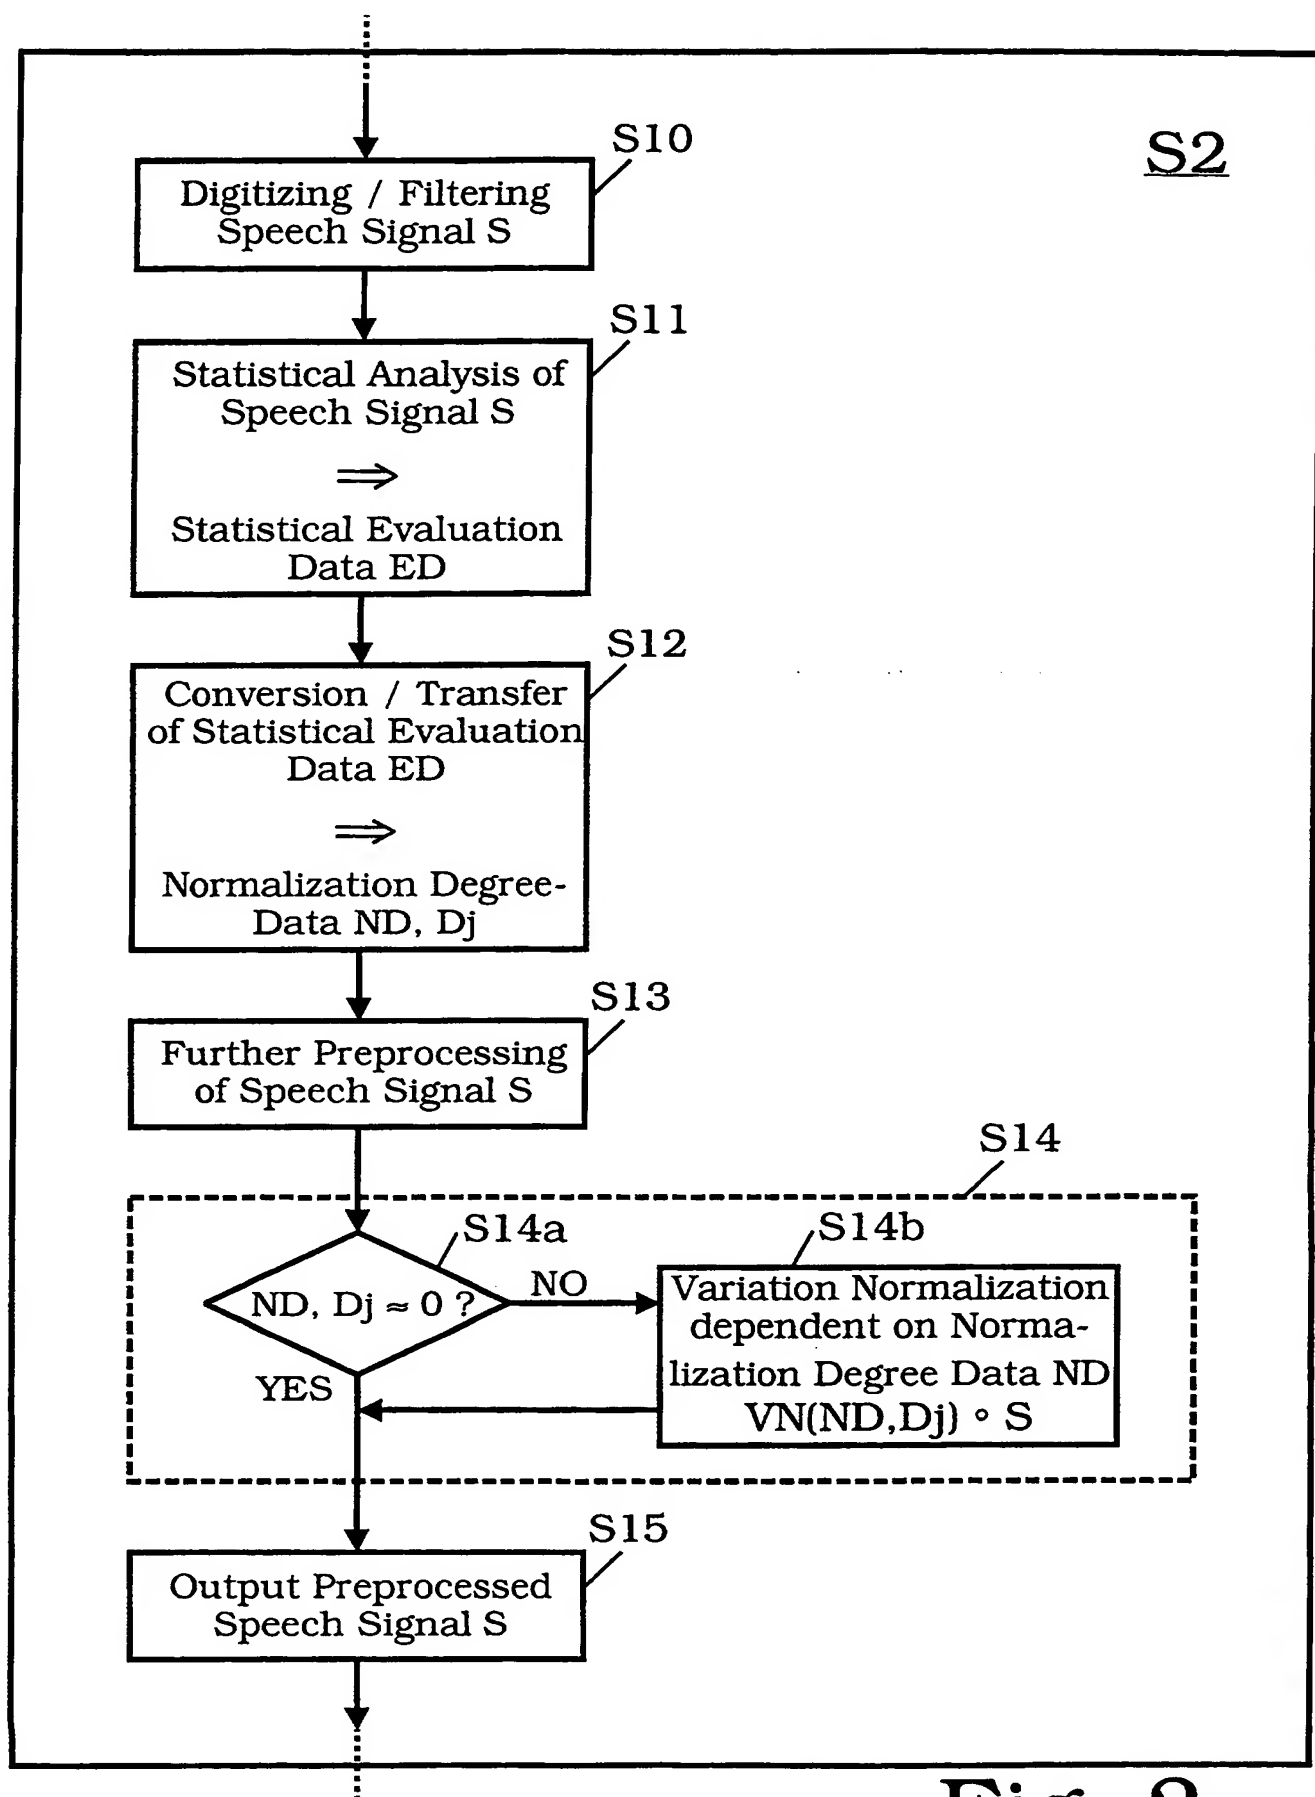 S2
S10
Digitizing / Filtering
Speech Signal S
S11
Statistical Analysis of
Speech Signal S
⇒
Statistical Evaluation
Data ED
S12
Conversion / Transfer
of Statistical Evaluation
Data ED
⇒
Normalization Degree-
Data ND, Dj
S13
Further Preprocessing
of Speech Signal S
S14
S14a
ND, Dj ≈ 0 ?
NO
YES
S14b
Variation Normalization
dependent on Norma-
lization Degree Data ND
VN(ND,Dj) ∘ S
S15
Output Preprocessed
Speech Signal S